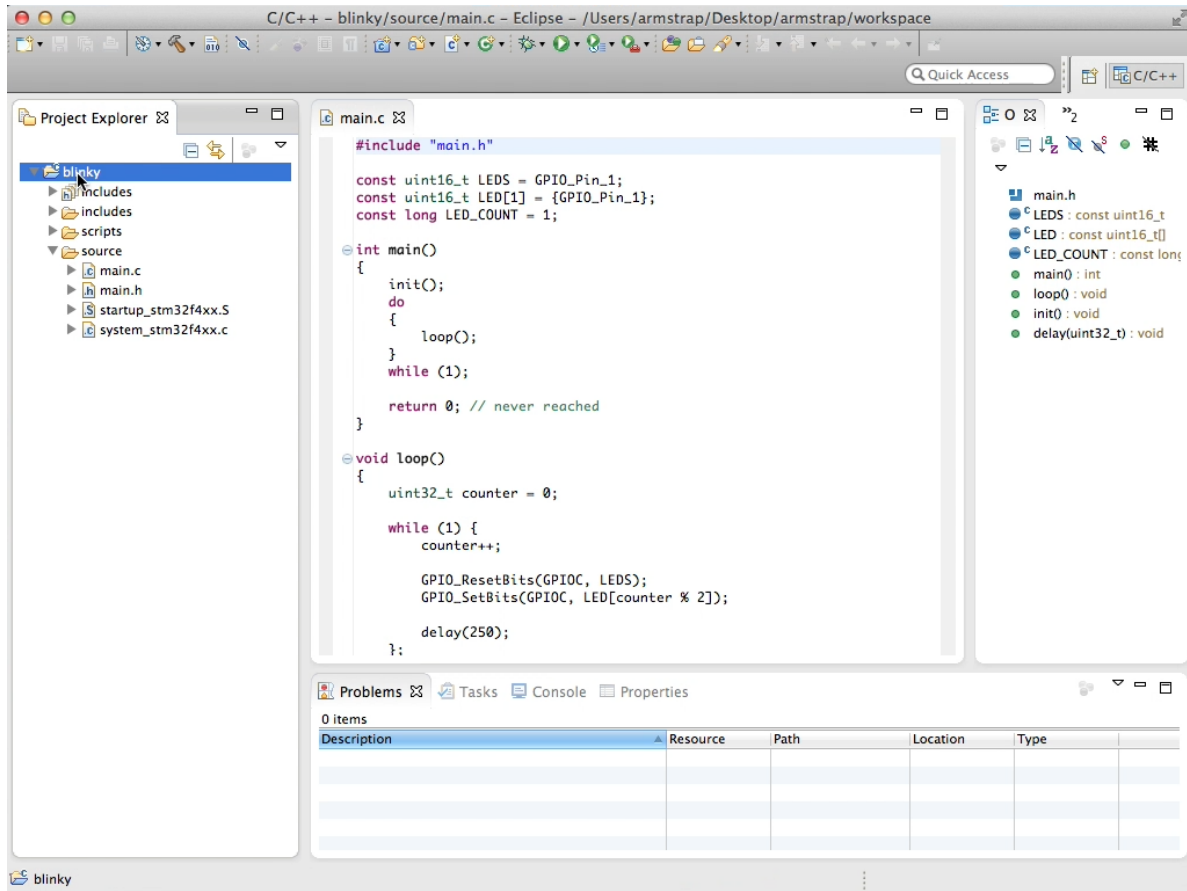 C/C++ – blinky/source/main.c – Eclipse – /Users/armstrap/Desktop/armstrap/workspace
Quick Access
C/C++
Project Explorer
blinky
Includes
includes
scripts
source
main.c
main.h
startup_stm32f4xx.S
system_stm32f4xx.c
main.c
#include "main.h"
const uint16_t LEDS = GPIO_Pin_1;
const uint16_t LED[1] = {GPIO_Pin_1};
const long LED_COUNT = 1;
int main()
{
init();
do
{
loop();
}
while (1);
return 0; // never reached
}
void loop()
{
uint32_t counter = 0;
while (1) {
counter++;
GPIO_ResetBits(GPIOC, LEDS);
GPIO_SetBits(GPIOC, LED[counter % 2]);
delay(250);
};
O
»2
main.h
LEDS : const uint16_t
LED : const uint16_t[]
LED_COUNT : const long
main() : int
loop() : void
init() : void
delay(uint32_t) : void
Problems Tasks Console Properties
0 items
Description Resource Path Location Type
blinky